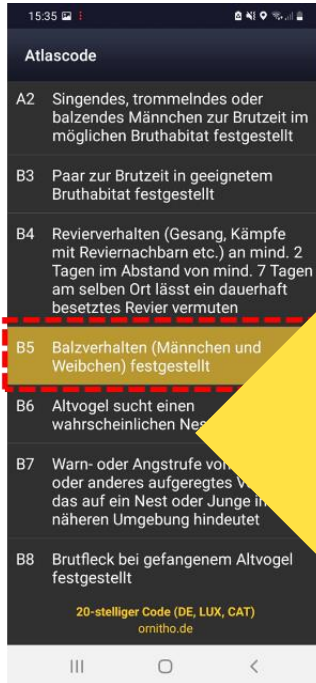 15:35
Atlascode
A2 Singendes, trommelndes oder
balzendes Männchen zur Brutzeit im
möglichen Bruthabitat festgestellt
B3 Paar zur Brutzeit in geeignetem
Bruthabitat festgestellt
B4 Revierverhalten (Gesang, Kämpfe
mit Reviernachbarn etc.) an mind. 2
Tagen im Abstand von mind. 7 Tagen
am selben Ort lässt ein dauerhaft
besetztes Revier vermuten
B5 Balzverhalten (Männchen und
Weibchen) festgestellt
B6 Altvogel sucht einen
wahrscheinlichen
B7 Warn- oder Angstrufe
oder anderes aufgeregtes
das auf ein Nest oder Junge
näheren Umgebung hindeutet
B8 Brutfleck bei gefangenem Altvogel
festgestellt
20-stelliger Code (DE, LUX, CAT)
ornitho.de